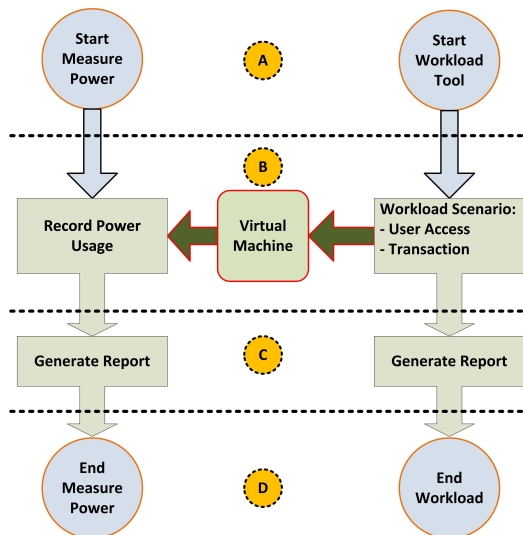 Start
Measure
Power
A
Start
Workload
Tool
B
Record Power
Usage
Virtual
Machine
Workload Scenario:
- User Access
- Transaction
Generate Report
C
Generate Report
End
Measure
Power
D
End
Workload